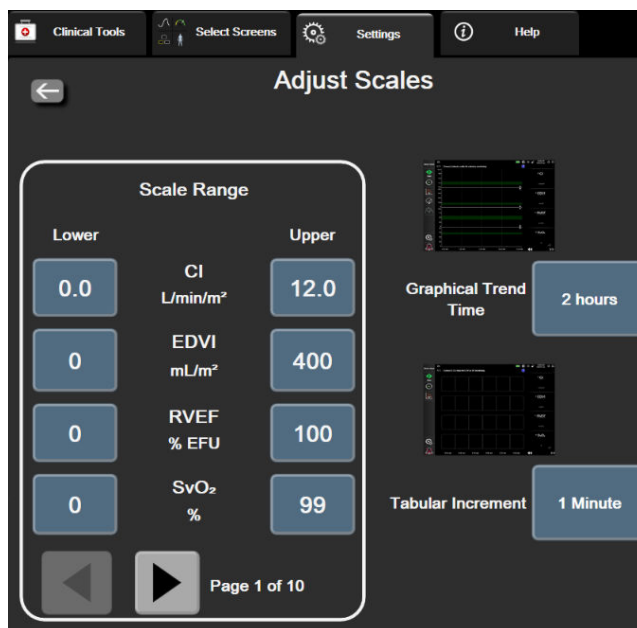 Clinical Tools
Select Screens
Settings
Help
Adjust Scales
Scale Range
Lower
Upper
0.0
CI
L/min/m²
12.0
0
EDVI
mL/m²
400
0
RVEF
% EFU
100
0
SvO₂
%
99
Page 1 of 10
Graphical Trend
Time
2 hours
Tabular Increment
1 Minute